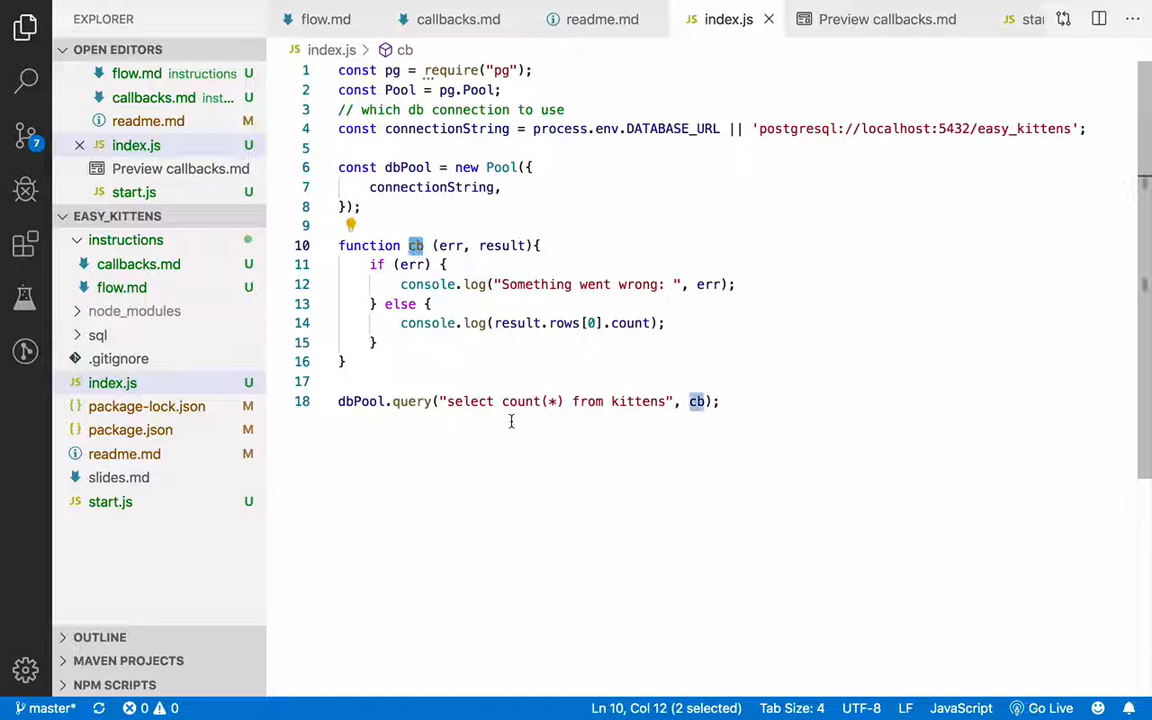 EXPLORER
OPEN EDITORS
flow.md instructions U
callbacks.md inst... U
readme.md M
index.js U
Preview callbacks.md
start.js U
EASY_KITTENS
instructions
callbacks.md U
flow.md U
node_modules
sql
.gitignore
index.js U
package-lock.json M
package.json M
readme.md M
slides.md
start.js U
OUTLINE
MAVEN PROJECTS
NPM SCRIPTS
7
flow.md callbacks.md readme.md index.js Preview callbacks.md sta
index.js > cb
1 const pg = require("pg");
2 const Pool = pg.Pool;
3 // which db connection to use
4 const connectionString = process.env.DATABASE_URL || 'postgresql://localhost:5432/easy_kittens';
5
6 const dbPool = new Pool({
7 connectionString,
8 });
9
10 function cb (err, result){
11 if (err) {
12 console.log("Something went wrong: ", err);
13 } else {
14 console.log(result.rows[0].count);
15 }
16 }
17
18 dbPool.query("select count(*) from kittens", cb);
master* 0 0 Ln 10, Col 12 (2 selected) Tab Size: 4 UTF-8 LF JavaScript Go Live